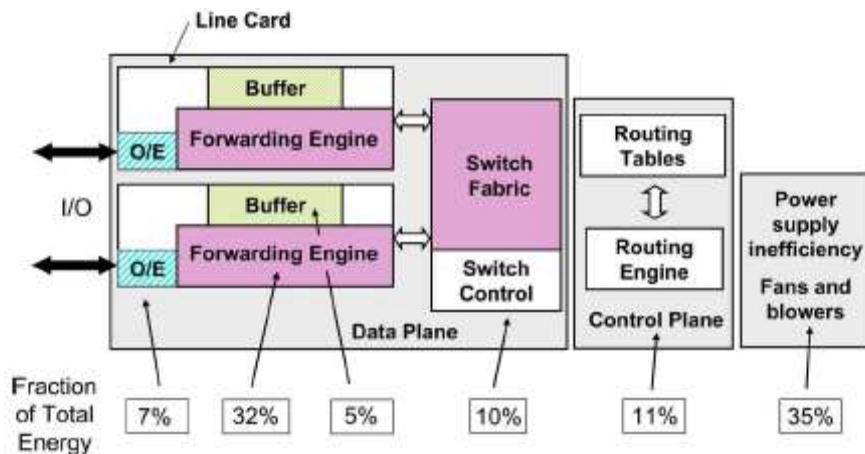 Line Card
Buffer
Forwarding Engine
O/E
I/O
Buffer
Forwarding Engine
O/E
Switch
Fabric
Switch
Control
Data Plane
Routing
Tables
Routing
Engine
Control Plane
Power
supply
inefficiency
Fans and
blowers
Fraction
of Total
Energy
7%
32%
5%
10%
11%
35%